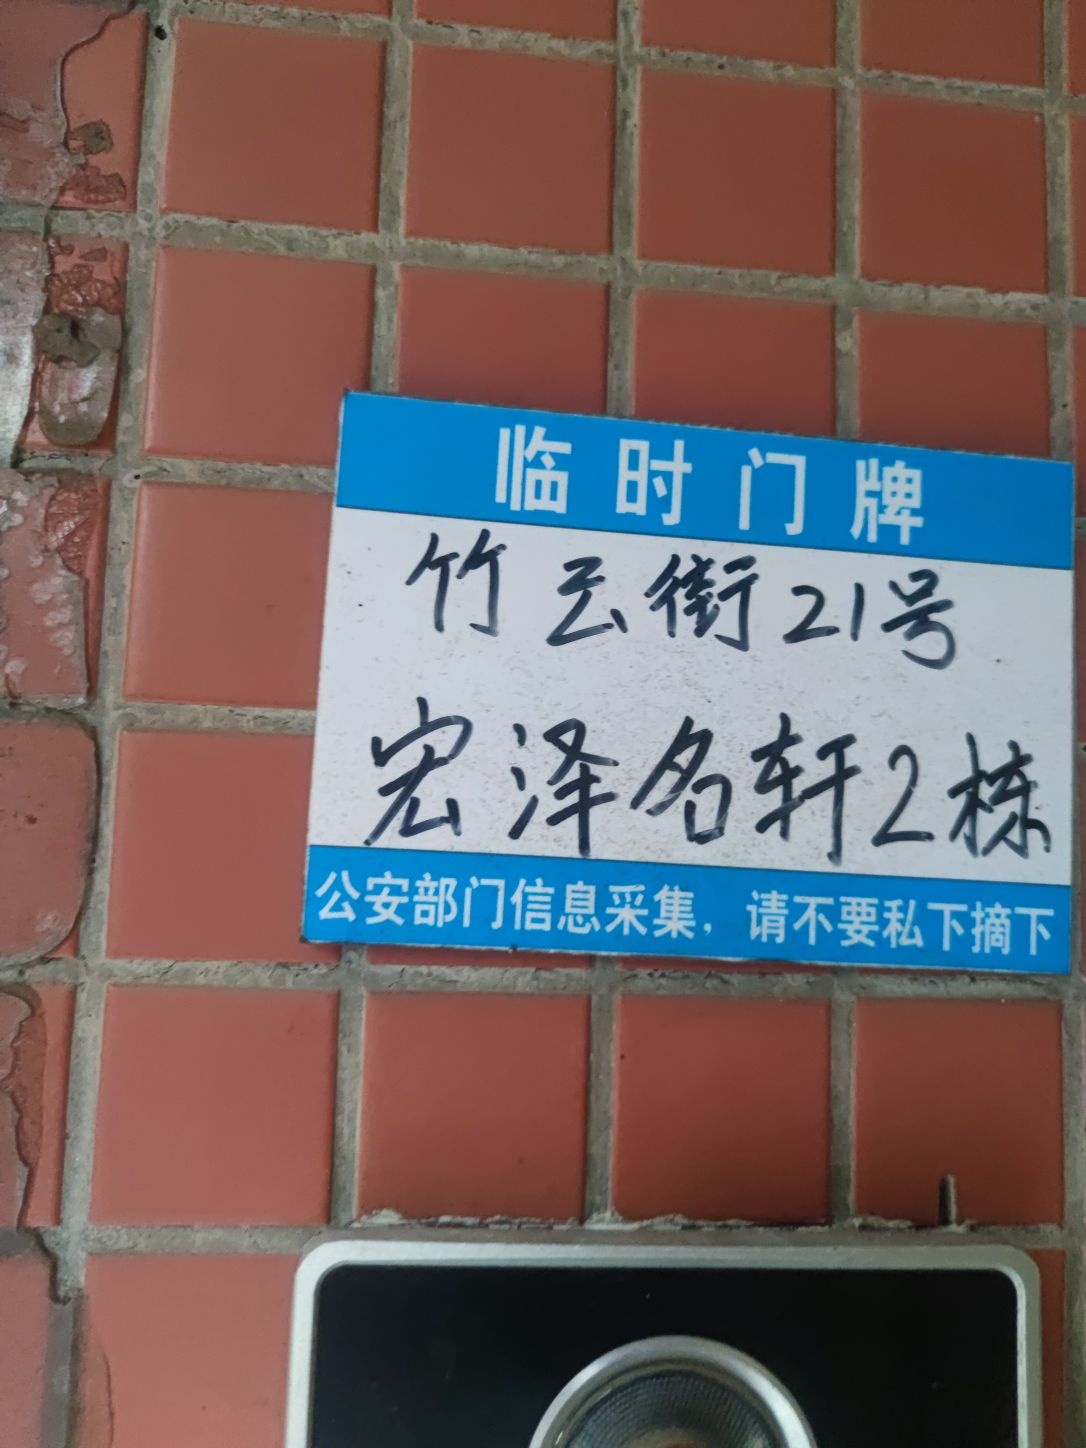 临时门牌
竹云街21号
宏泽名轩2栋
公安部门信息采集，请不要私下摘下